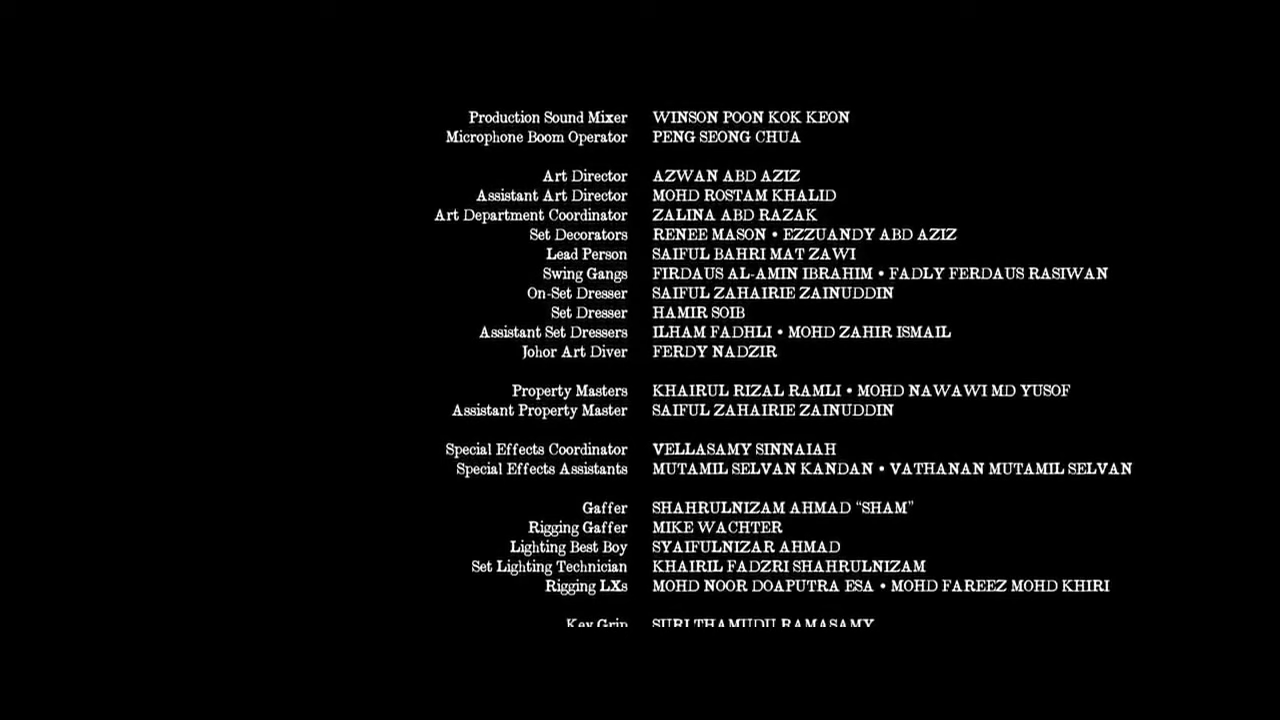 Production Sound Mixer WINSON POON KOK KEON
Microphone Boom Operator PENG SEONG CHUA
Art Director AZWAN ABD AZIZ
Assistant Art Director MOHD ROSTAM KHALID
Art Department Coordinator ZALINA ABD RAZAK
Set Decorators RENEE MASON • EZZUANDY ABD AZIZ
Lead Person SAIFUL BAHRI MAT ZAWI
Swing Gangs FIRDAUS AL-AMIN IBRAHIM • FADLY FERDAUS RASIWAN
On-Set Dresser SAIFUL ZAHAIRIE ZAINUDDIN
Set Dresser HAMIR SOIB
Assistant Set Dressers ILHAM FADHLI • MOHD ZAHIR ISMAIL
Johor Art Diver FERDY NADZIR
Property Masters KHAIRUL RIZAL RAMLI • MOHD NAWAWI MD YUSOF
Assistant Property Master SAIFUL ZAHAIRIE ZAINUDDIN
Special Effects Coordinator VELLASAMY SINNAIAH
Special Effects Assistants MUTAMIL SELVAN KANDAN • VATHANAN MUTAMIL SELVAN
Gaffer SHAHRULNIZAM AHMAD “SHAM”
Rigging Gaffer MIKE WACHTER
Lighting Best Boy SYAIFULNIZAR AHMAD
Set Lighting Technician KHAIRIL FADZRI SHAHRULNIZAM
Rigging LXs MOHD NOOR DOAPUTRA ESA • MOHD FAREEZ MOHD KHIRI
Key Grip SURI THAMUDU RAMASAMY